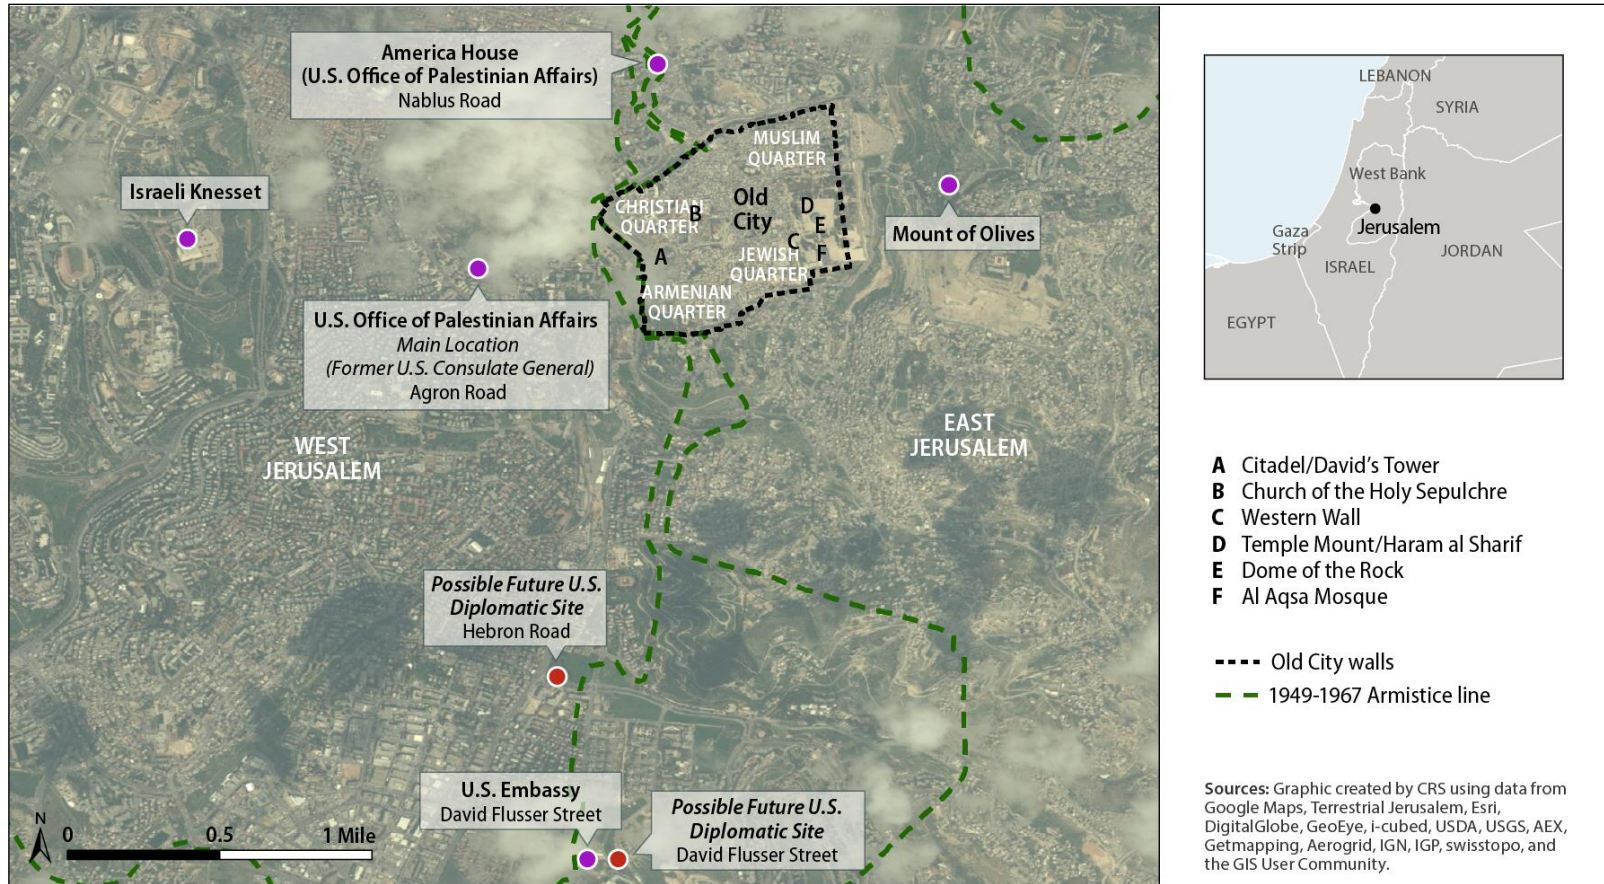 America House
(U.S. Office of Palestinian Affairs)
Nablus Road
Israeli Knesset
MUSLIM
QUARTER
CHRISTIAN
QUARTER
B
Old
City
D
E
C
F
A
JEWISH
QUARTER
ARMENIAN
QUARTER
Mount of Olives
U.S. Office of Palestinian Affairs
Main Location
(Former U.S. Consulate General)
Agron Road
WEST
JERUSALEM
EAST
JERUSALEM
Possible Future U.S.
Diplomatic Site
Hebron Road
U.S. Embassy
David Flusser Street
Possible Future U.S.
Diplomatic Site
David Flusser Street
N
0 0.5 1 Mile
LEBANON
SYRIA
West Bank
Jerusalem
Gaza
Strip
ISRAEL
JORDAN
EGYPT
A Citadel/David's Tower
B Church of the Holy Sepulchre
C Western Wall
D Temple Mount/Haram al Sharif
E Dome of the Rock
F Al Aqsa Mosque
Old City walls
1949-1967 Armistice line
Sources: Graphic created by CRS using data from
Google Maps, Terrestrial Jerusalem, Esri,
DigitalGlobe, GeoEye, i-cubed, USDA, USGS, AEX,
Getmapping, Aerogrid, IGN, IGP, swisstopo, and
the GIS User Community.